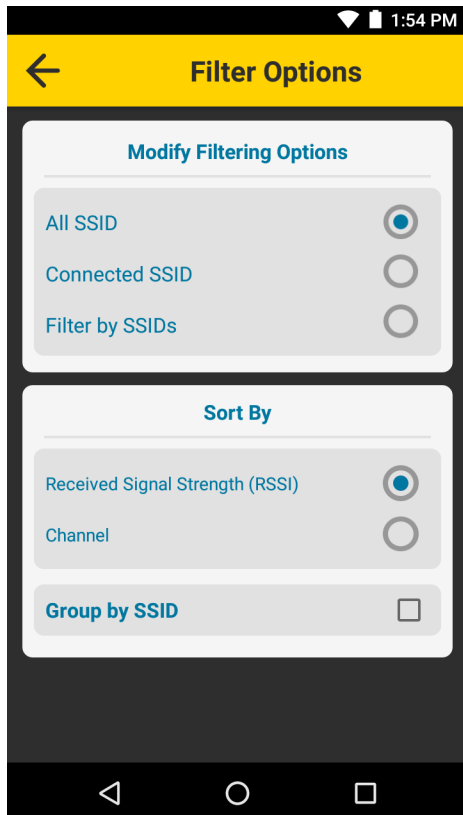 1:54 PM
Filter Options
Modify Filtering Options
All SSID
Connected SSID
Filter by SSIDs
Sort By
Received Signal Strength (RSSI)
Channel
Group by SSID